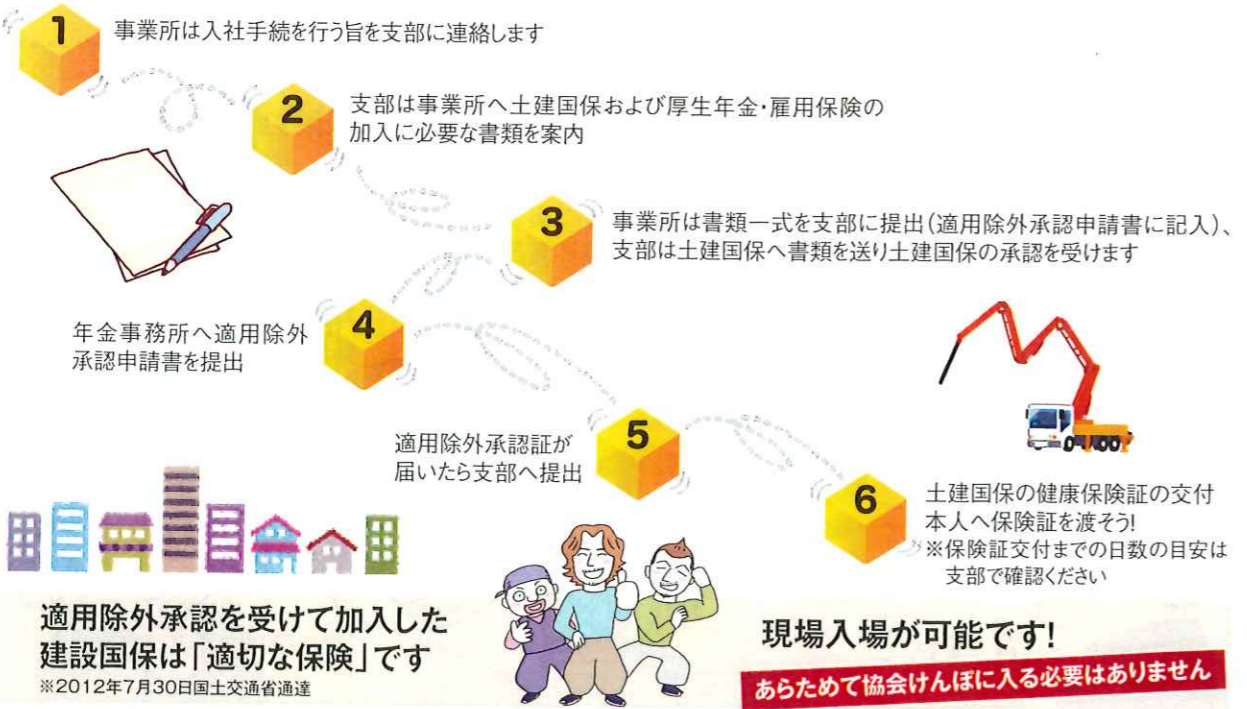 1
事業所は入社手続を行う旨を支部に連絡します
2
支部は事業所へ土建国保および厚生年金・雇用保険の
加入に必要な書類を案内
3
事業所は書類一式を支部に提出(適用除外承認申請書に記入)、
支部は土建国保へ書類を送り土建国保の承認を受けます
4
年金事務所へ適用除外
承認申請書を提出
5
適用除外承認証が
届いたら支部へ提出
6
土建国保の健康保険証の交付
本人へ保険証を渡そう!
※保険証交付までの日数の目安は
支部で確認ください
適用除外承認を受けて加入した
建設国保は「適切な保険」です
※2012年7月30日国土交通省通達
現場入場が可能です!
あらためて協会けんぽに入る必要はありません